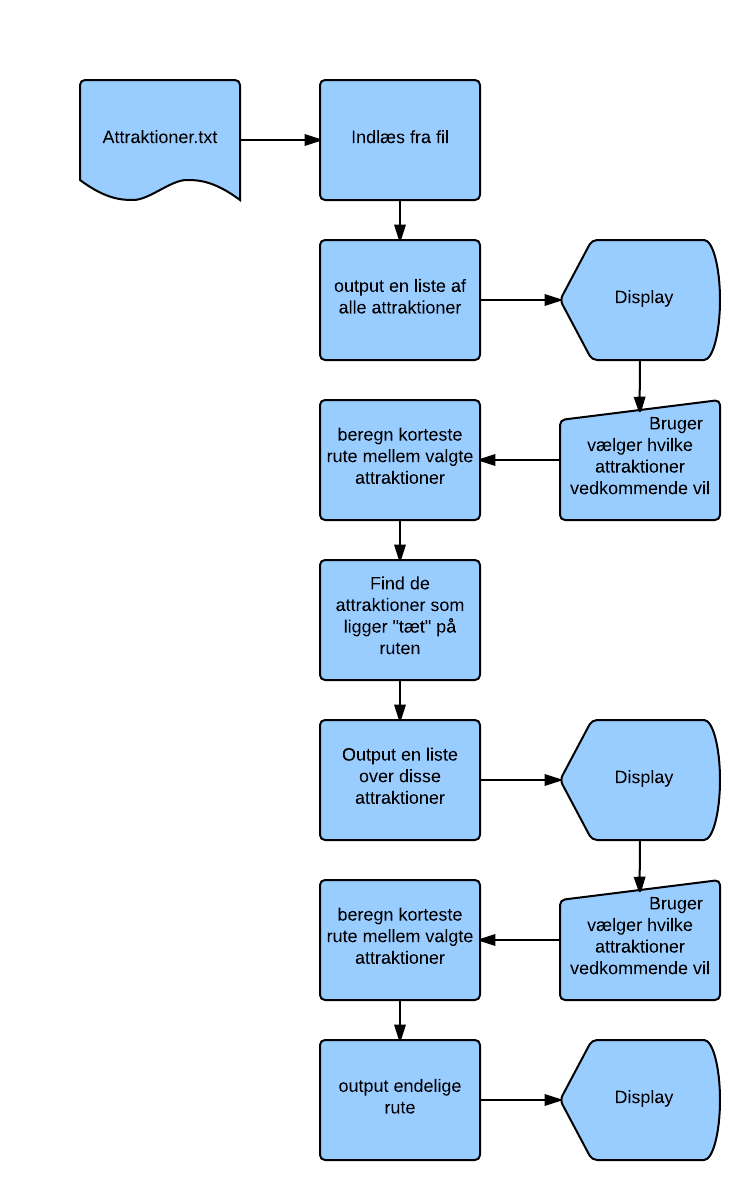 Attraktioner.txt
Indlæs fra fil
output en liste af
alle attraktioner
Display
Bruger
vælger hvilke
attraktioner
vedkommende vil
beregn korteste
rute mellem valgte
attraktioner
Find de
attraktioner som
ligger "tæt" på
ruten
Output en liste
over disse
attraktioner
Display
Bruger
vælger hvilke
attraktioner
vedkommende vil
beregn korteste
rute mellem valgte
attraktioner
output endelige
rute
Display